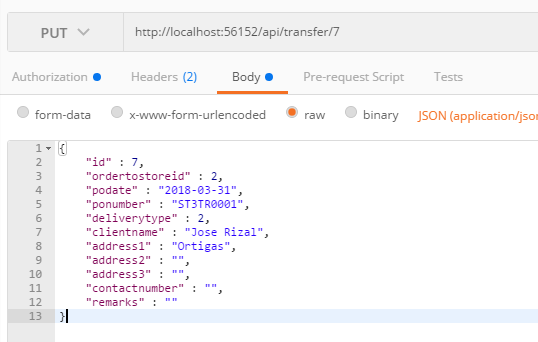 PUT http://localhost:56152/api/transfer/7
Authorization Headers (2) Body Pre-request Script Tests
form-data x-www-form-urlencoded raw binary JSON (application/jso
1 {
2 "id" : 7,
3 "ordertostoreid" : 2,
4 "podate" : "2018-03-31",
5 "ponumber" : "ST3TR0001",
6 "deliverytype" : 2,
7 "clientname" : "Jose Rizal",
8 "address1" : "Ortigas",
9 "address2" : "",
10 "address3" : "",
11 "contactnumber" : "",
12 "remarks" : ""
13 }